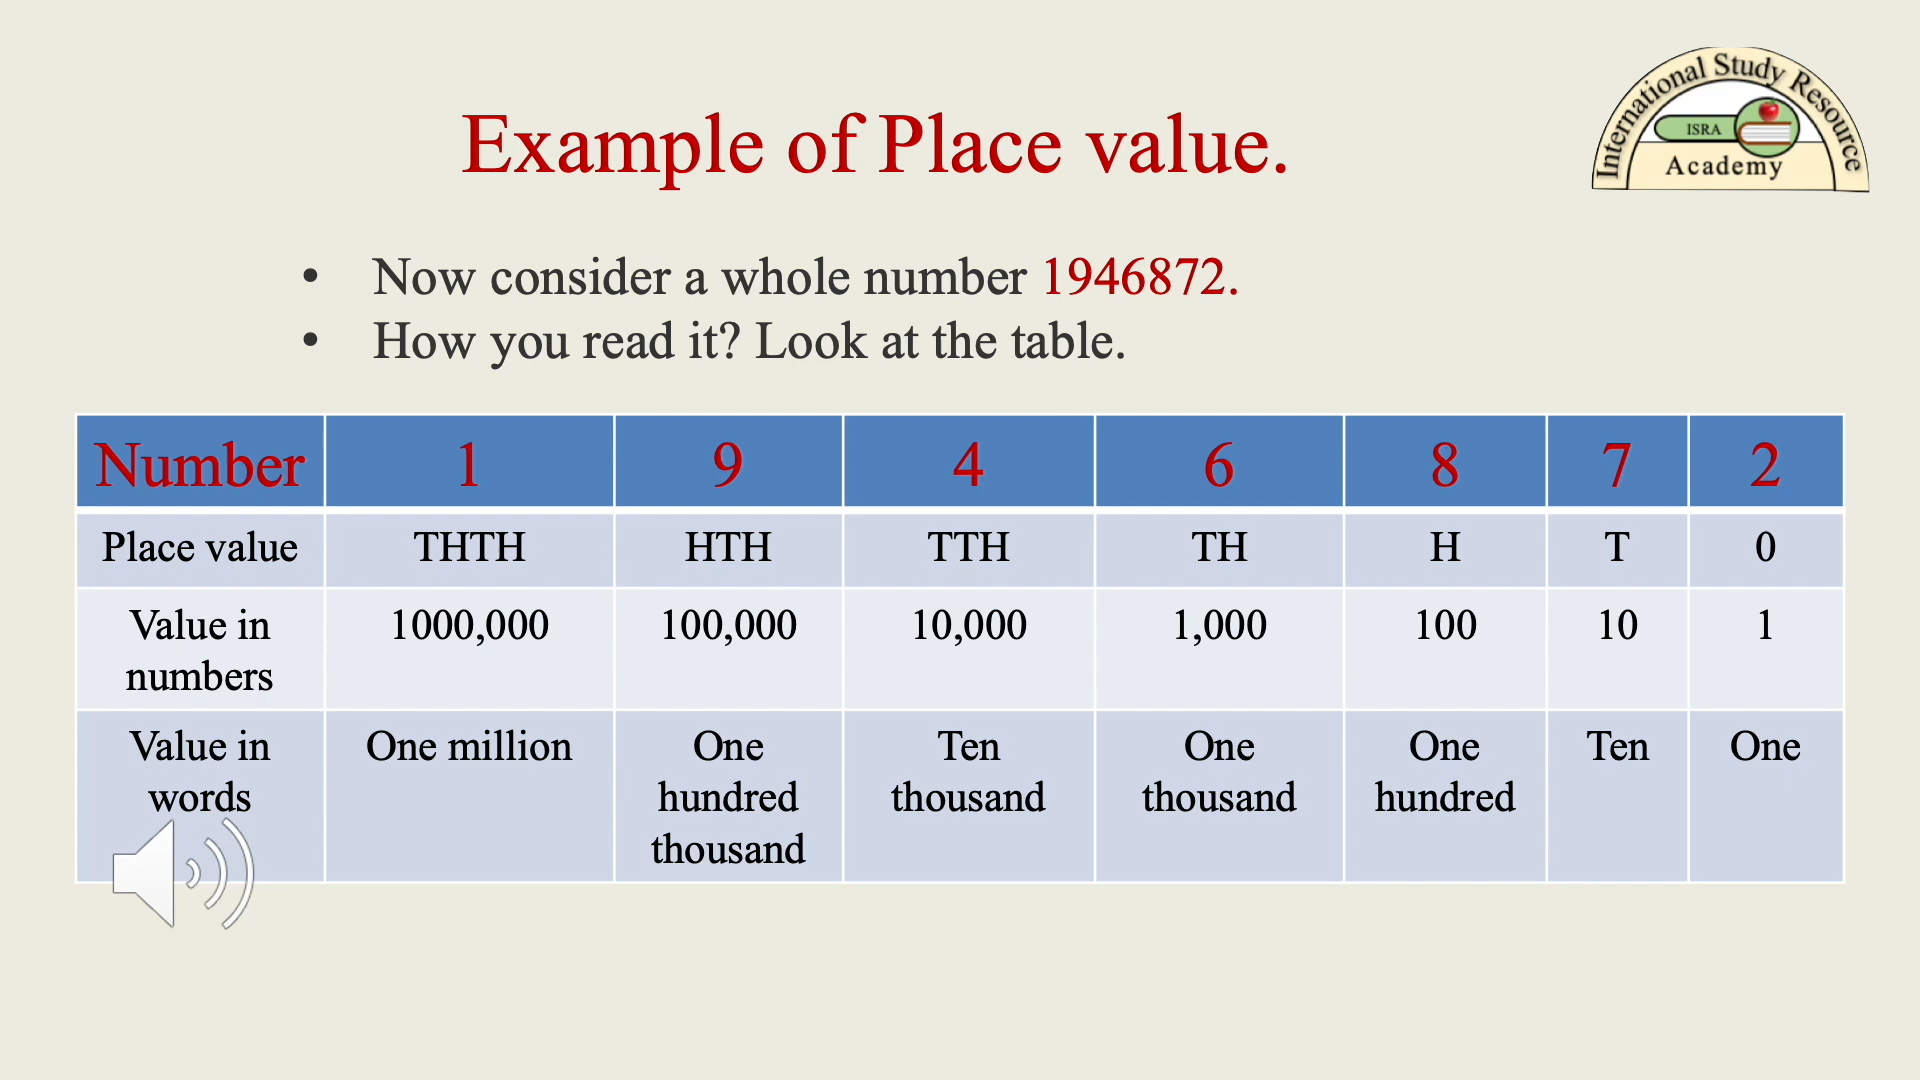 International Study Resource
ISRA
Academy
Example of Place value.
• Now consider a whole number 1946872.
• How you read it? Look at the table.
Number 1 9 4 6 8 7 2
Place value THTH HTH TTH TH H T 0
Value in numbers 1000,000 100,000 10,000 1,000 100 10 1
Value in words One million One hundred thousand Ten thousand One thousand One hundred Ten One